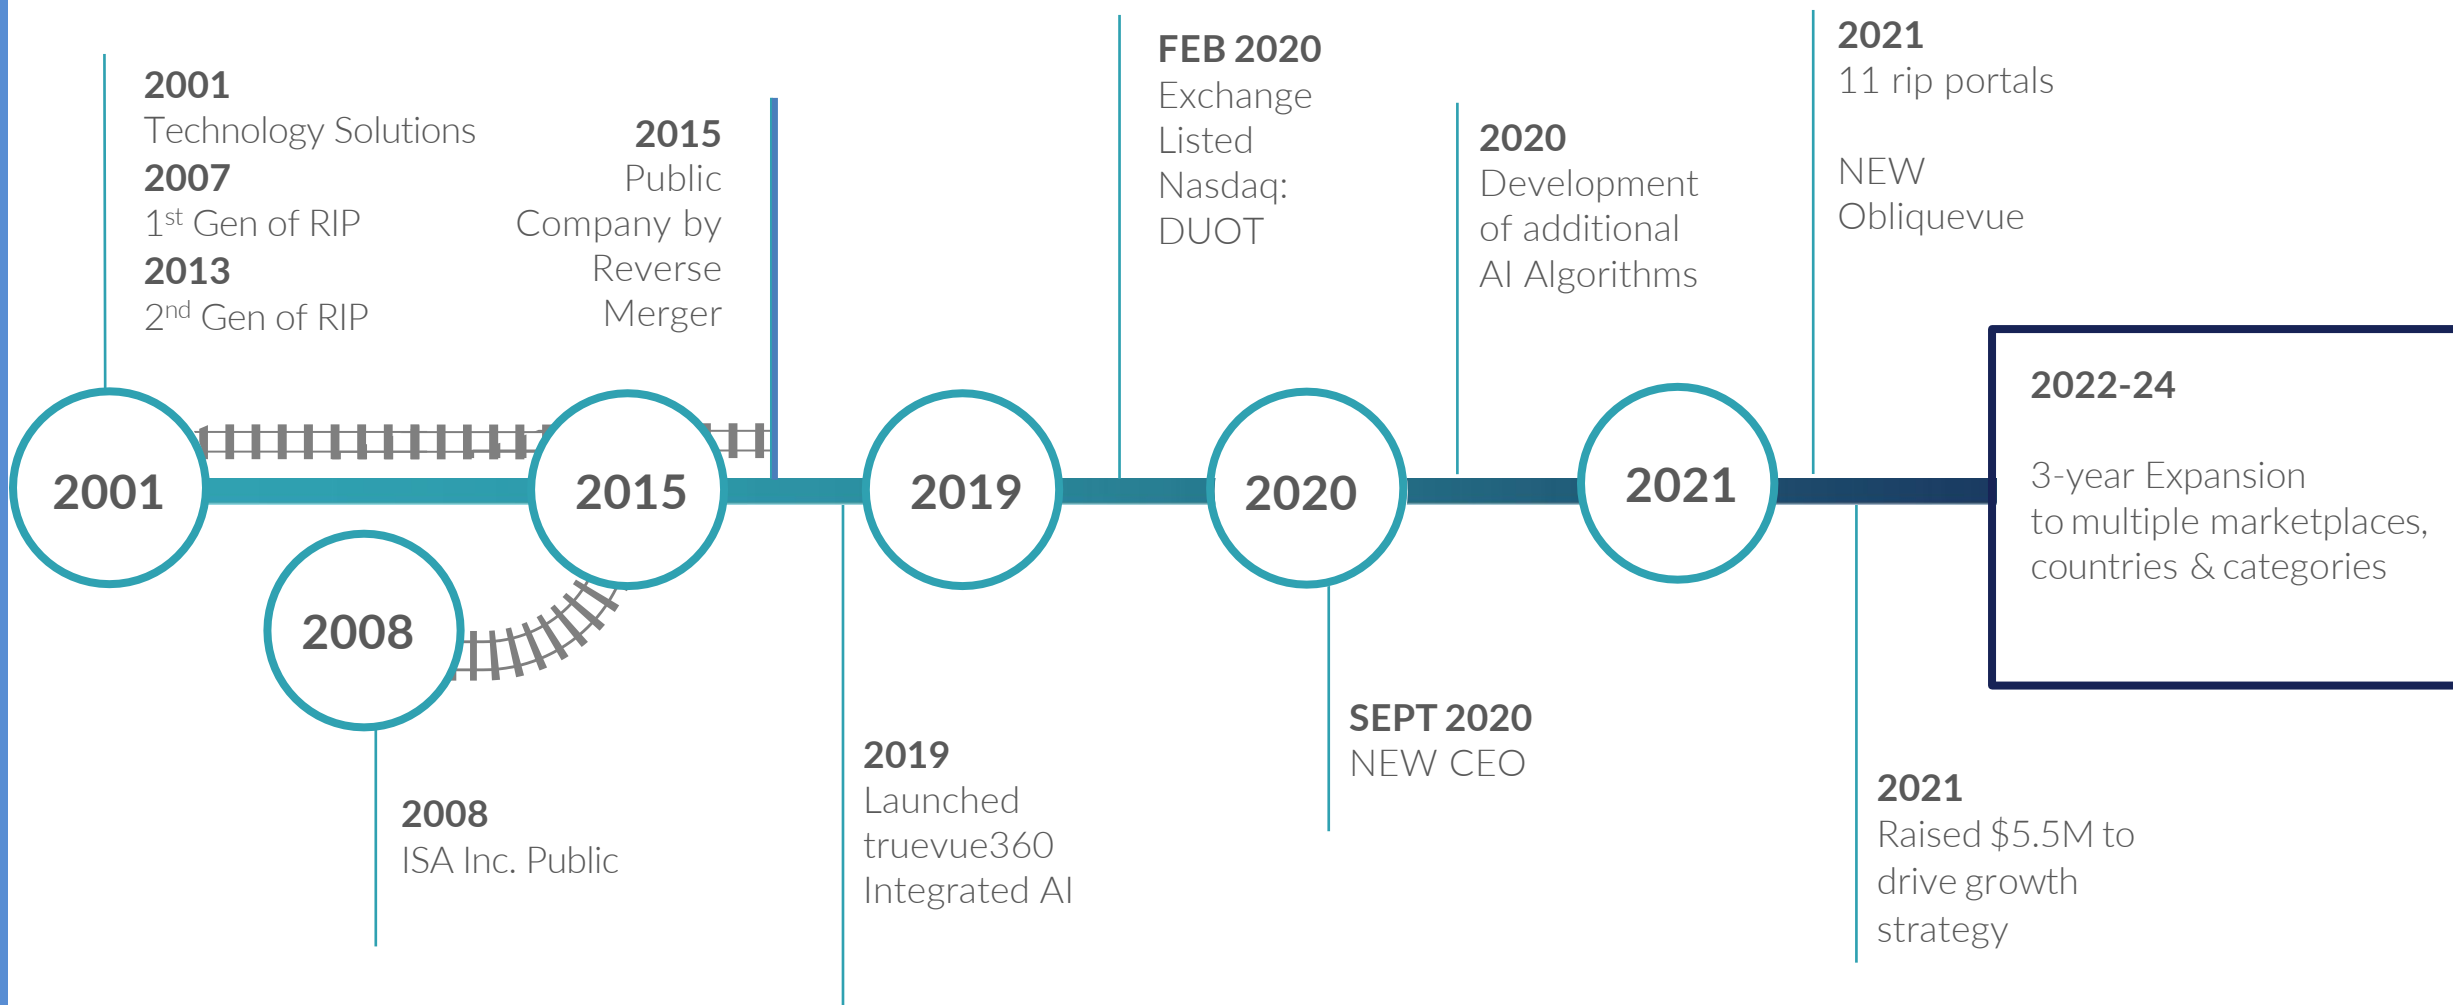 2001
Technology Solutions
2007
1st Gen of RIP
2013
2nd Gen of RIP
2015
Public
Company by
Reverse
Merger
FEB 2020
Exchange
Listed
Nasdaq:
DUOT
2020
Development
of additional
AI Algorithms
2021
11 rip portals
NEW
Obliquevue
2001
2015
2019
2020
2021
2022-24
3-year Expansion
to multiple marketplaces,
countries & categories
2008
2008
ISA Inc. Public
2019
Launched
truevue360
Integrated AI
SEPT 2020
NEW CEO
2021
Raised $5.5M to
drive growth
strategy